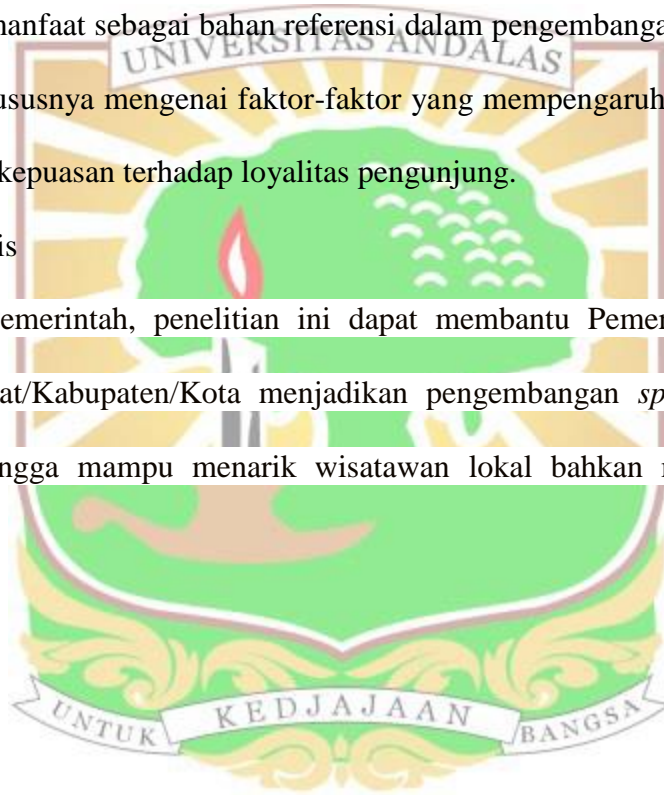 manfaat sebagai bahan referensi dalam pengembanga
UNIVERSITAS ANDALAS
ususnya mengenai faktor-faktor yang mempengaruh
kepuasan terhadap loyalitas pengunjung.
is
emerintah, penelitian ini dapat membantu Pemer
at/Kabupaten/Kota menjadikan pengembangan sp
ngga mampu menarik wisatawan lokal bahkan
UNTUK KEDJAJAAN BANGSA